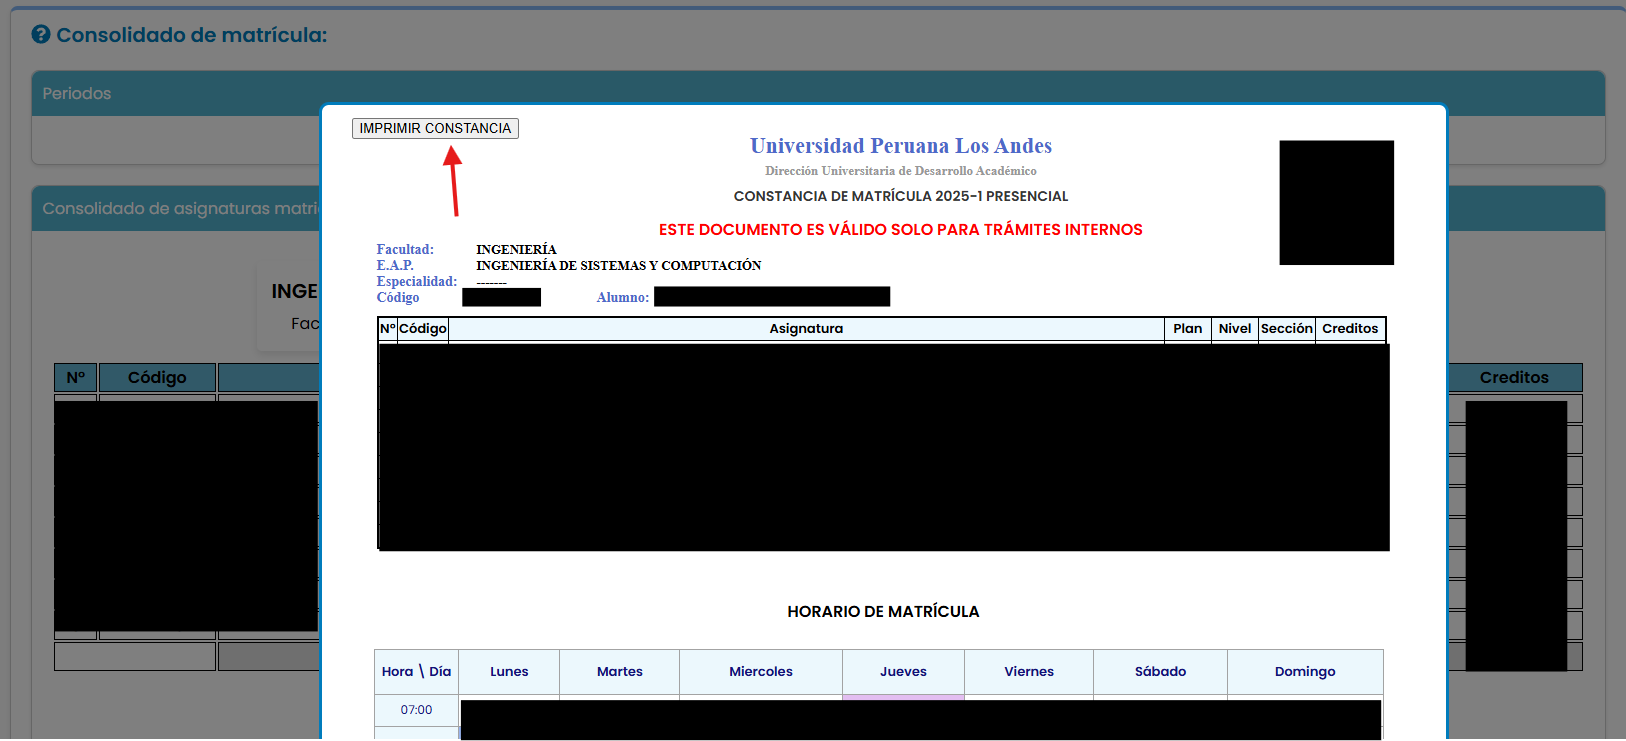 Consolidado de matrícula:
Periodos
IMPRIMIR CONSTANCIA
Universidad Peruana Los Andes
Dirección Universitaria de Desarrollo Académico
CONSTANCIA DE MATRÍCULA 2025-1 PRESENCIAL
ESTE DOCUMENTO ES VÁLIDO SOLO PARA TRÁMITES INTERNOS
Consolidado de asignaturas matri
Facultad: INGENIERÍA
E.A.P. INGENIERÍA DE SISTEMAS Y COMPUTACIÓN
Especialidad: -------
Código Alumno:
INGE
Fac
Nº Código Asignatura Plan Nivel Sección Creditos
Nº Código Creditos
HORARIO DE MATRÍCULA
Hora \ Día Lunes Martes Miercoles Jueves Viernes Sábado Domingo
07:00